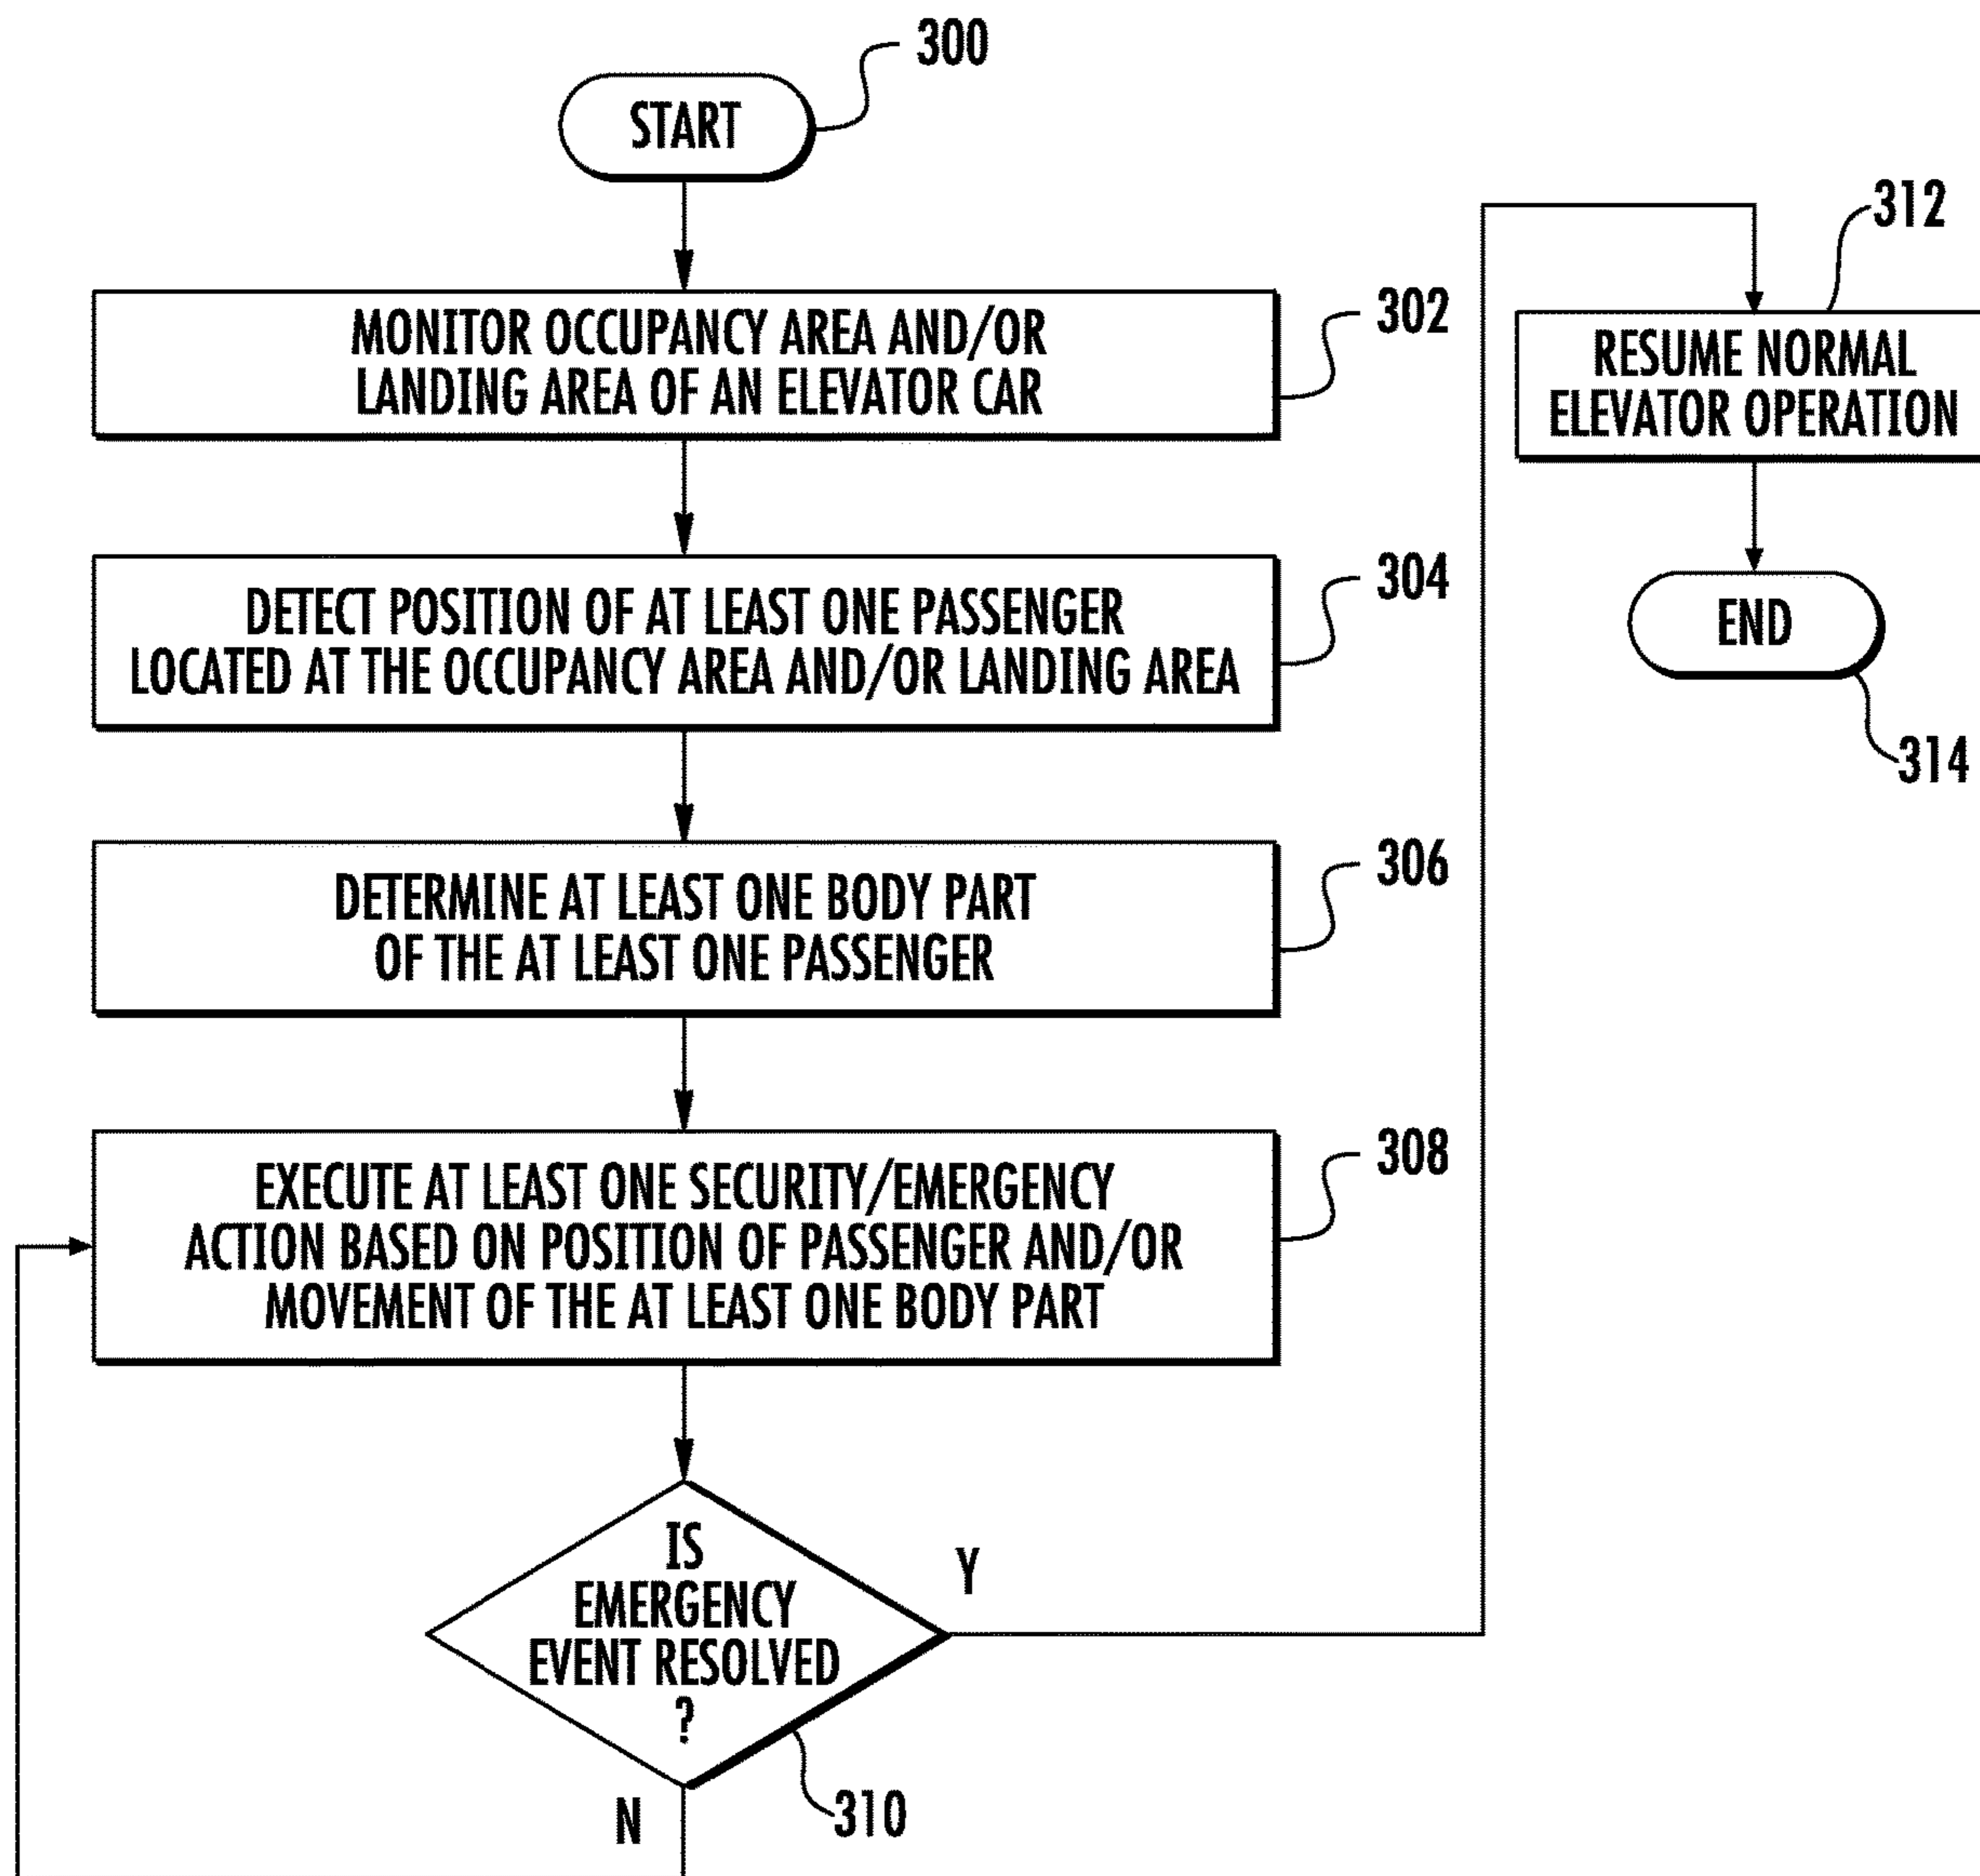 300
START
302
MONITOR OCCUPANCY AREA AND/OR
LANDING AREA OF AN ELEVATOR CAR
304
DETECT POSITION OF AT LEAST ONE PASSENGER
LOCATED AT THE OCCUPANCY AREA AND/OR LANDING AREA
306
DETERMINE AT LEAST ONE BODY PART
OF THE AT LEAST ONE PASSENGER
308
EXECUTE AT LEAST ONE SECURITY/EMERGENCY
ACTION BASED ON POSITION OF PASSENGER AND/OR
MOVEMENT OF THE AT LEAST ONE BODY PART
IS
EMERGENCY
EVENT RESOLVED
?
Y
N
310
312
RESUME NORMAL
ELEVATOR OPERATION
END
314